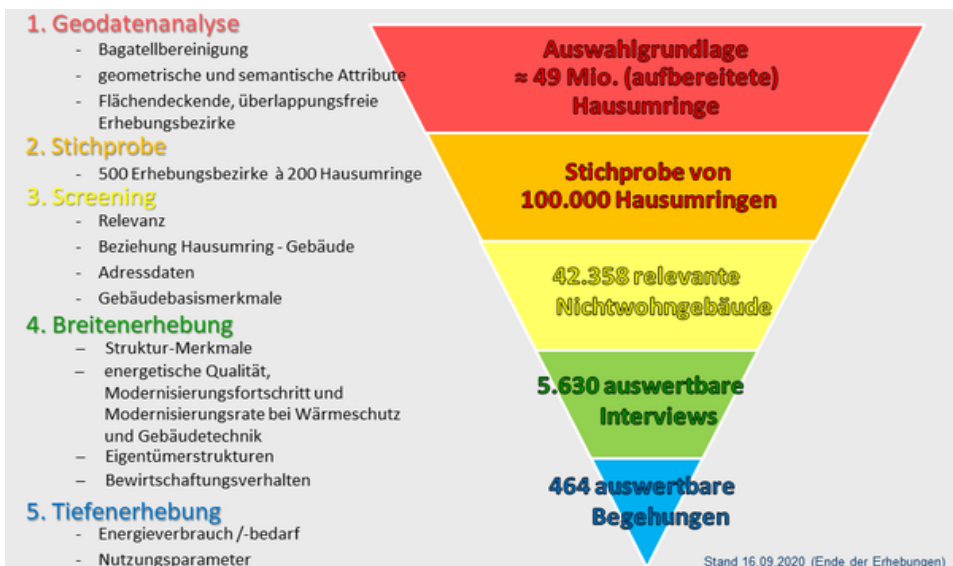 1. Geodatenanalyse
- Bagatellbereinigung
- geometrische und semantische Attribute
- Flächendeckende, überlappungsfreie
Erhebungsbezirke
2. Stichprobe
- 500 Erhebungsbezirke à 200 Hausumringe
3. Screening
- Relevanz
- Beziehung Hausumring - Gebäude
- Adressdaten
- Gebäudebasismerkmale
4. Breitenerhebung
– Struktur-Merkmale
– energetische Qualität,
Modernisierungsfortschritt und
Modernisierungsrate bei Wärmeschutz
und Gebäudetechnik
– Eigentümerstrukturen
– Bewirtschaftungsverhalten
5. Tiefenerhebung
- Energieverbrauch /-bedarf
- Nutzungsparameter
Auswahlgrundlage
≈ 49 Mio. (aufbereitete)
Hausumringe
Stichprobe von
100.000 Hausumringen
42.358 relevante
Nichtwohngebäude
5.630 auswertbare
Interviews
464 auswertbare
Begehungen
Stand 16.09.2020 (Ende der Erhebungen)